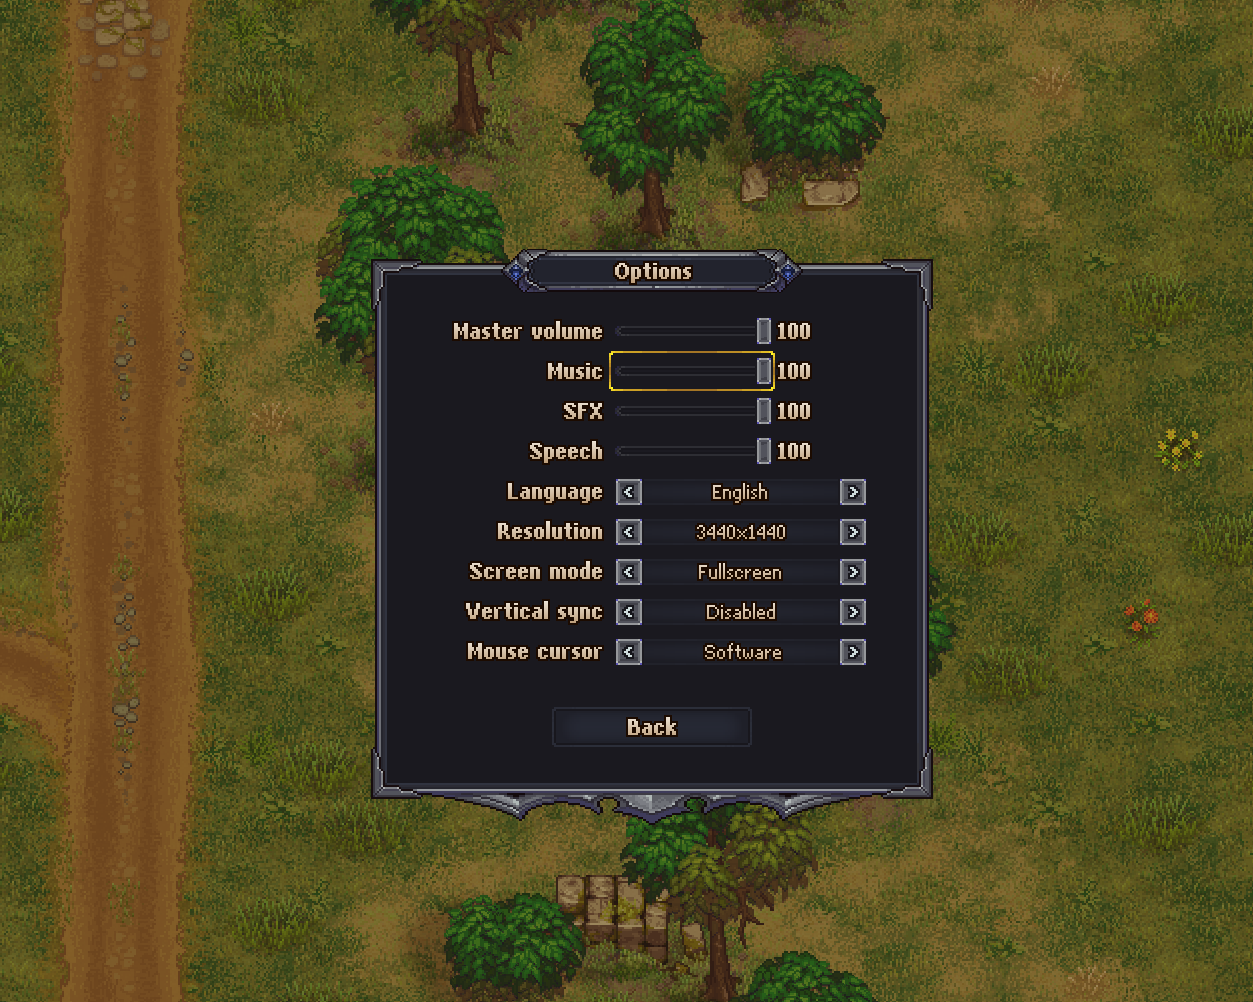 Options
Master volume 100
Music 100
SFX 100
Speech 100
Language < English >
Resolution < 3440x1440 >
Screen mode < Fullscreen >
Vertical sync < Disabled >
Mouse cursor < Software >
Back